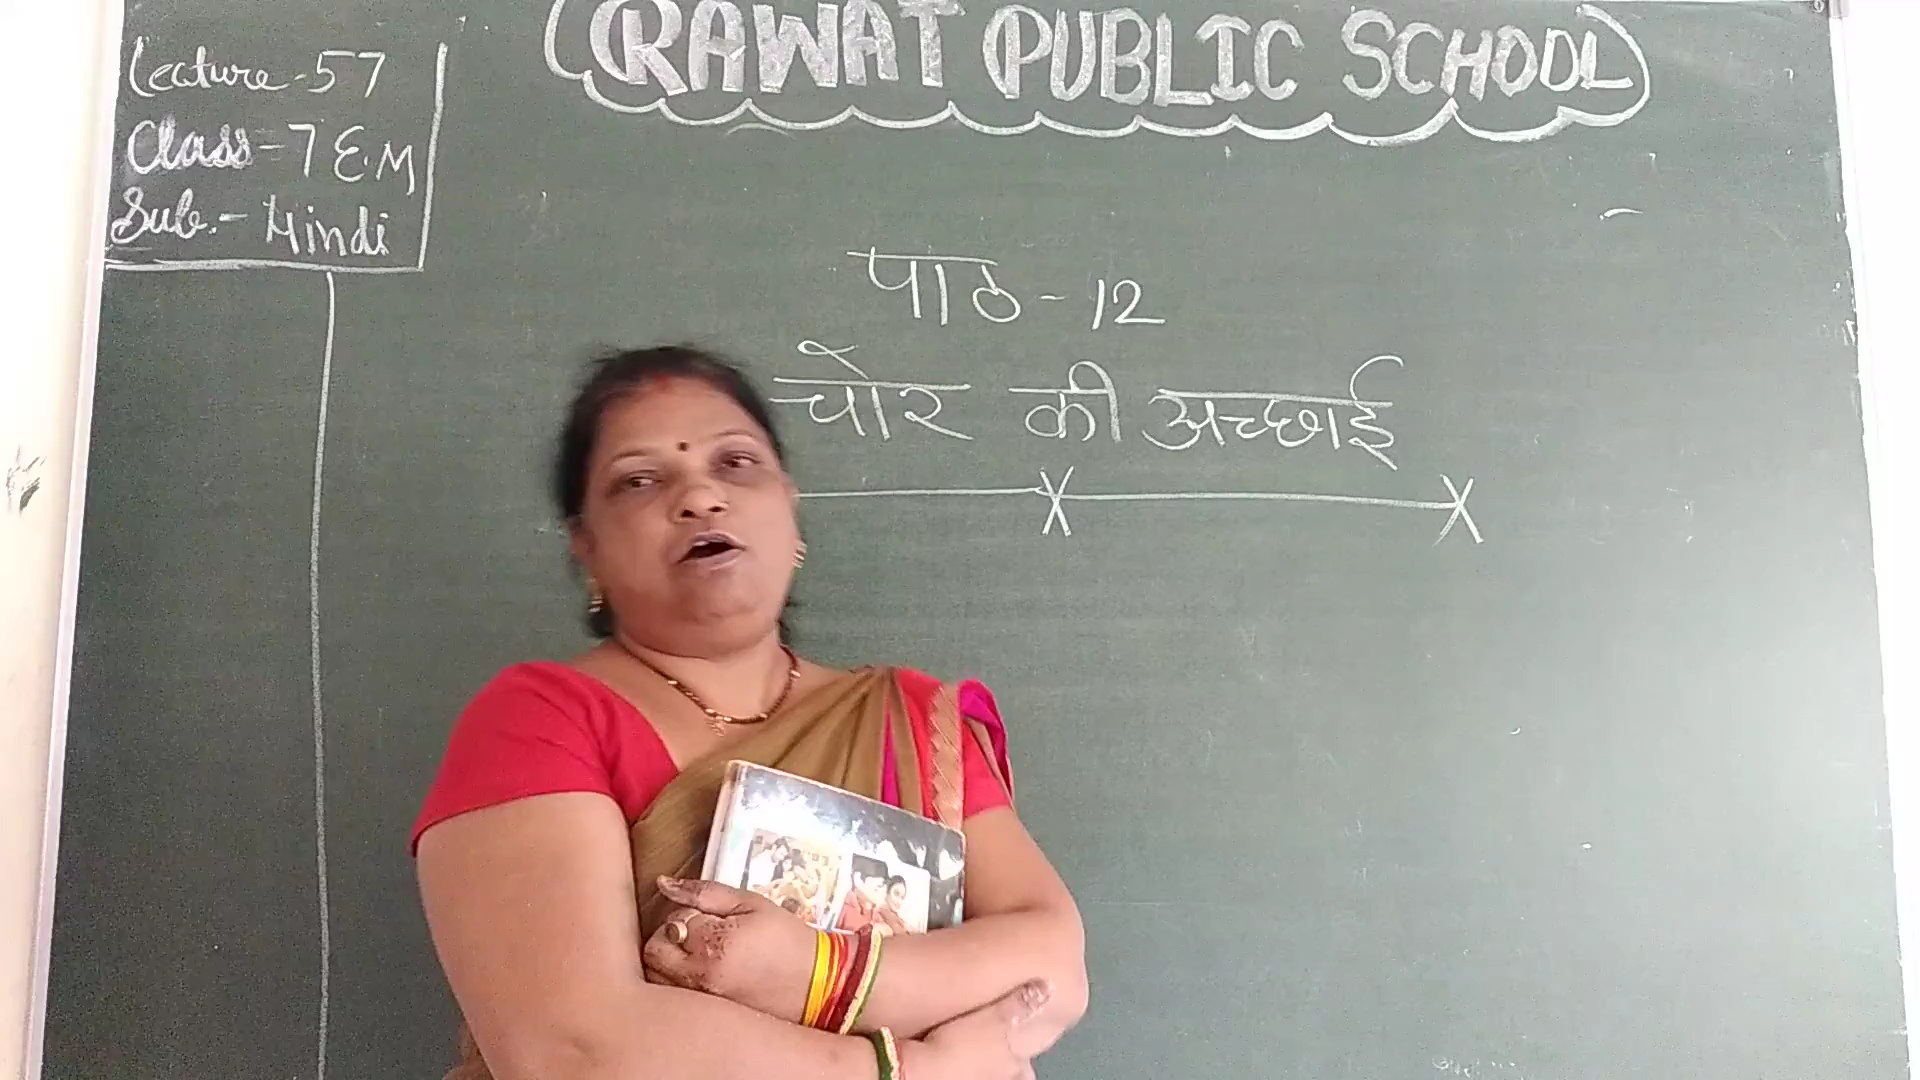 RAWAT PUBLIC SCHOOL
Lecture-57
Class-7 E.M
Sub.- Hindi
पाठ-12
चोर की अच्छाई